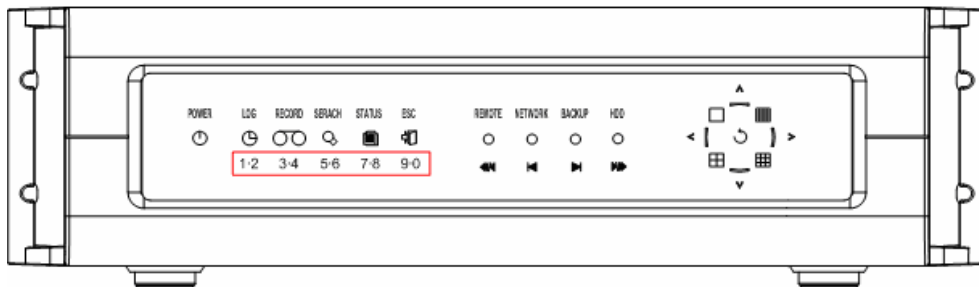 POWER LOG RECORD SERACH STATUS ESC REMOTE NETWORK BACKUP HDD
1·2 3·4 5·6 7·8 9·0